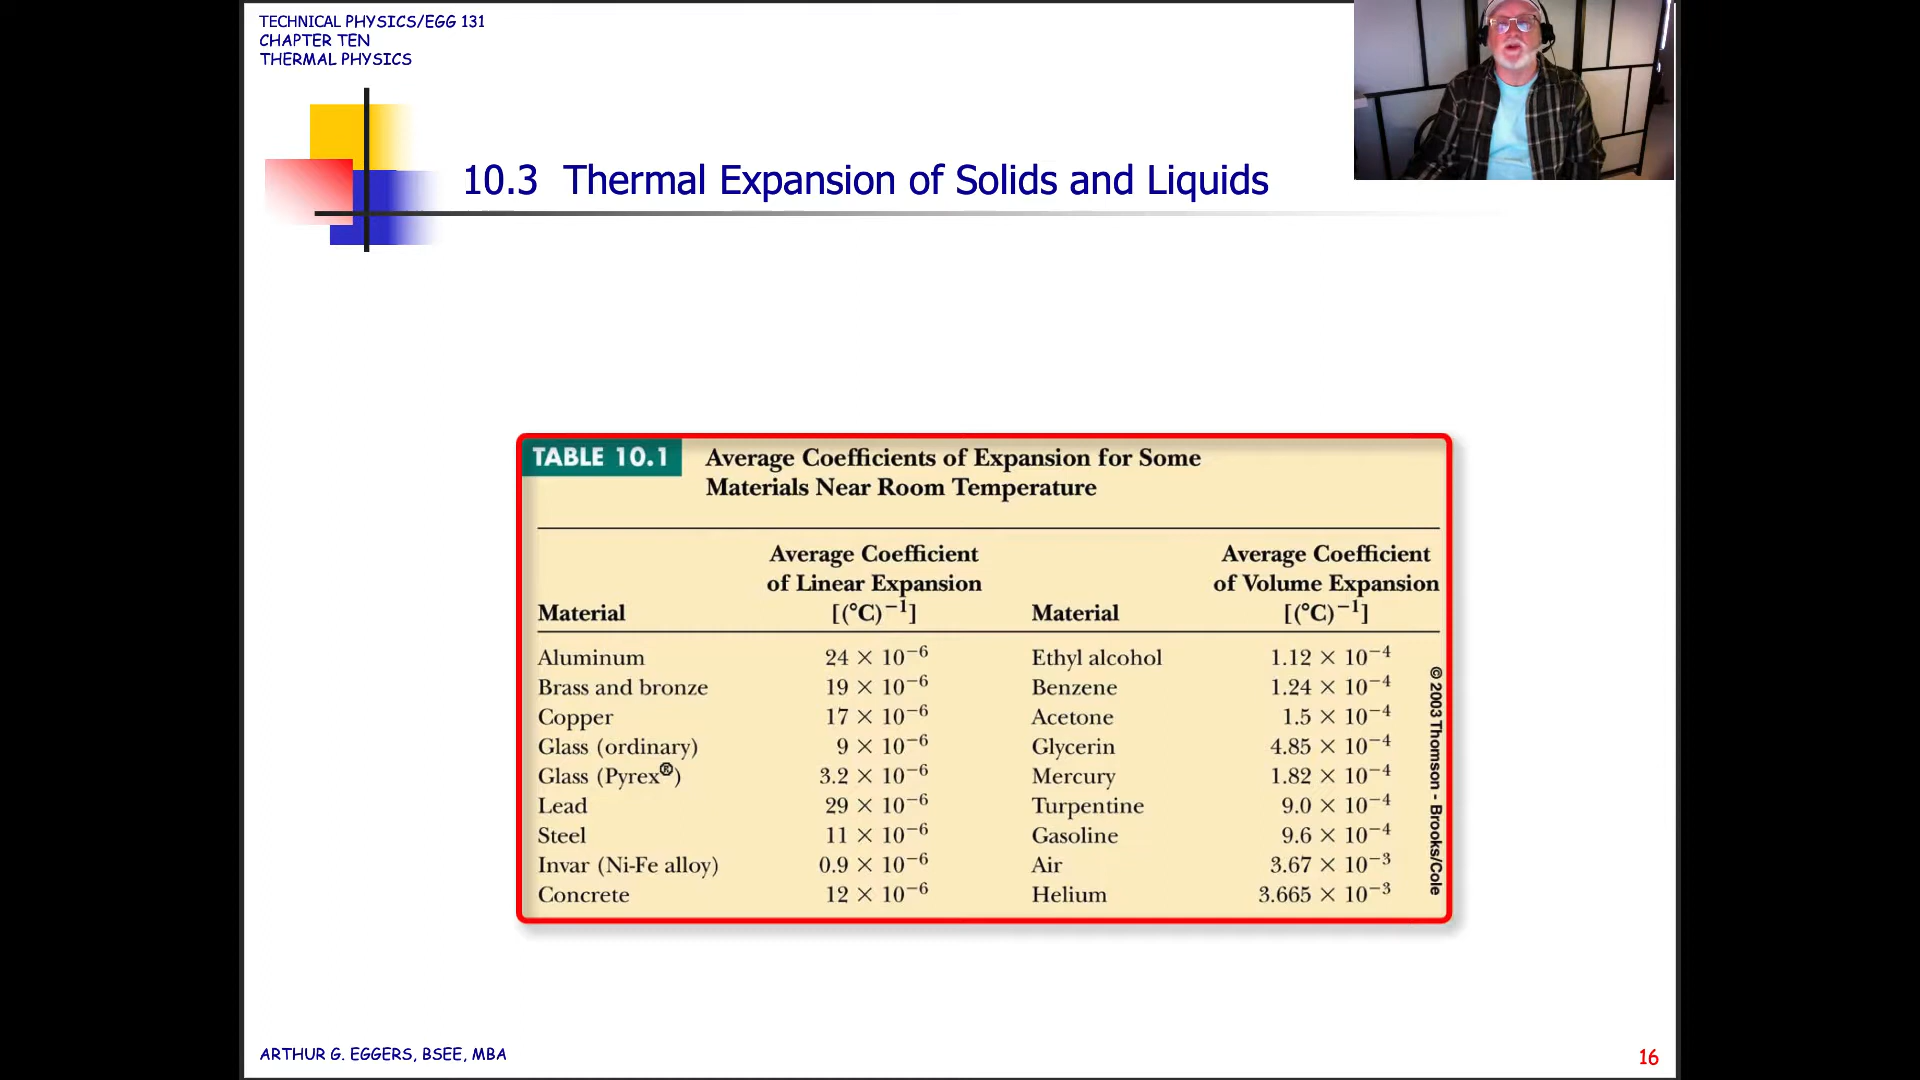 TECHNICAL PHYSICS/EGG 131
CHAPTER TEN
THERMAL PHYSICS
10.3 Thermal Expansion of Solids and Liquids
TABLE 10.1 Average Coefficients of Expansion for Some
Materials Near Room Temperature
Average Coefficient Average Coefficient
of Linear Expansion of Volume Expansion
Material [(°C)⁻¹] Material [(°C)⁻¹]
Aluminum 24 × 10⁻⁶ Ethyl alcohol 1.12 × 10⁻⁴
Brass and bronze 19 × 10⁻⁶ Benzene 1.24 × 10⁻⁴
Copper 17 × 10⁻⁶ Acetone 1.5 × 10⁻⁴
Glass (ordinary) 9 × 10⁻⁶ Glycerin 4.85 × 10⁻⁴
Glass (Pyrex®) 3.2 × 10⁻⁶ Mercury 1.82 × 10⁻⁴
Lead 29 × 10⁻⁶ Turpentine 9.0 × 10⁻⁴
Steel 11 × 10⁻⁶ Gasoline 9.6 × 10⁻⁴
Invar (Ni-Fe alloy) 0.9 × 10⁻⁶ Air 3.67 × 10⁻³
Concrete 12 × 10⁻⁶ Helium 3.665 × 10⁻³
© 2003 Thomson - Brooks/Cole
ARTHUR G. EGGERS, BSEE, MBA
16